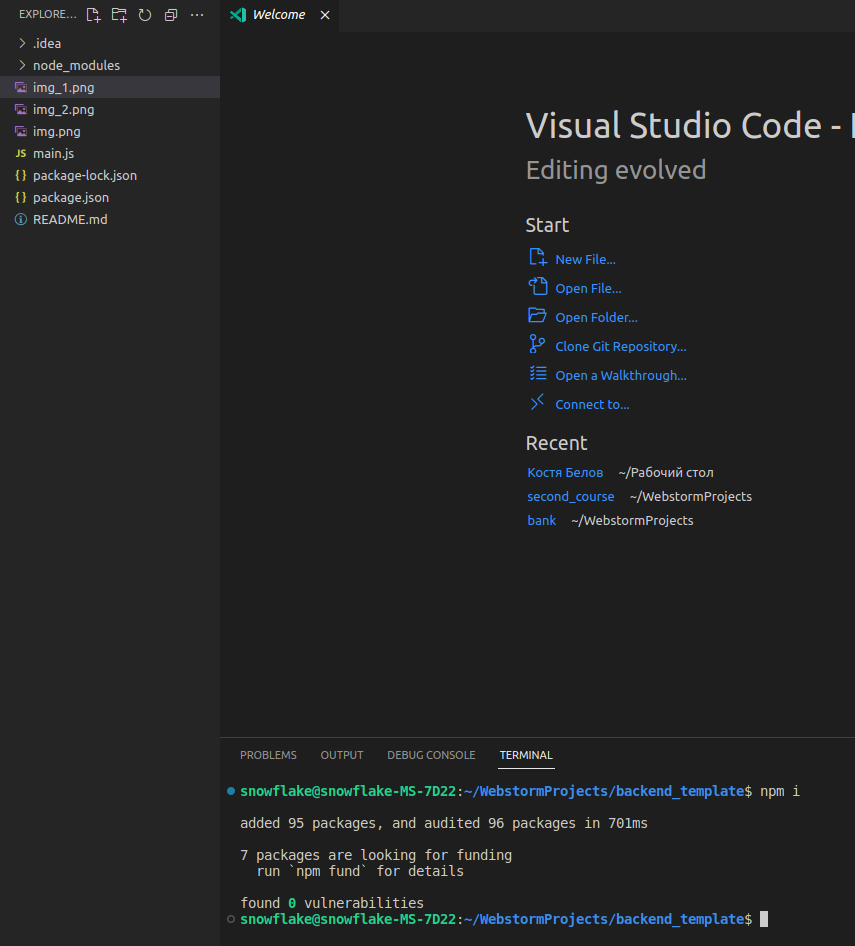 EXPLORE...
.idea
node_modules
img_1.png
img_2.png
img.png
JS main.js
{} package-lock.json
{} package.json
README.md
Welcome
Visual Studio Code -
Editing evolved
Start
New File...
Open File...
Open Folder...
Clone Git Repository...
Open a Walkthrough...
Connect to...
Recent
Костя Белов ~/Рабочий стол
second_course ~/WebstormProjects
bank ~/WebstormProjects
PROBLEMS OUTPUT DEBUG CONSOLE TERMINAL
snowflake@snowflake-MS-7D22:~/WebstormProjects/backend_template$ npm i
added 95 packages, and audited 96 packages in 701ms
7 packages are looking for funding
run `npm fund` for details
found 0 vulnerabilities
snowflake@snowflake-MS-7D22:~/WebstormProjects/backend_template$